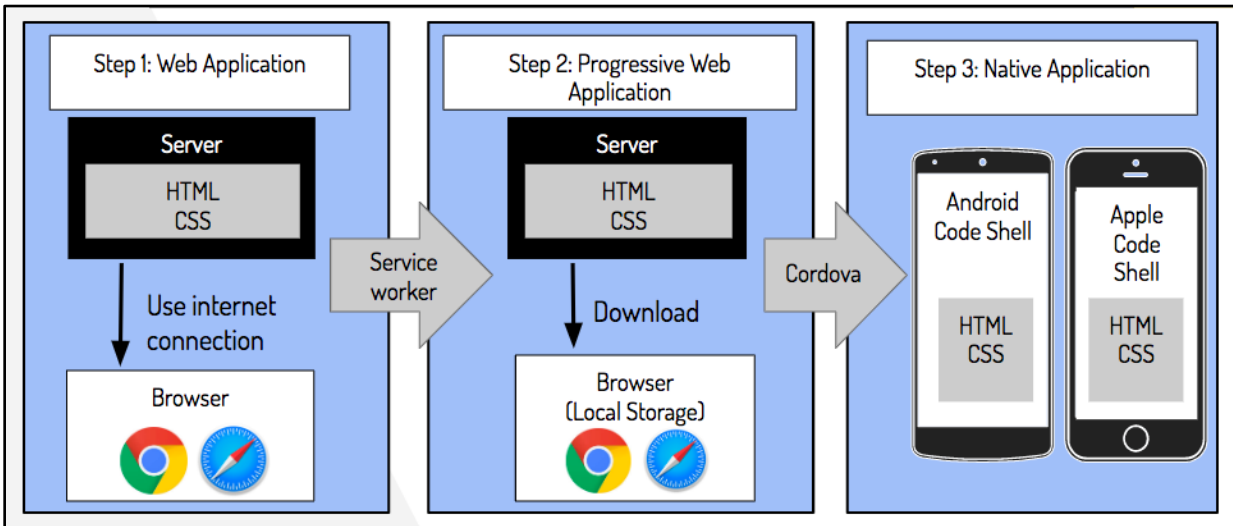 Step 1: Web Application
Server
HTML
CSS
Use internet
connection
Browser
Service
worker
Step 2: Progressive Web
Application
Server
HTML
CSS
Download
Browser
(Local Storage)
Cordova
Step 3: Native Application
Android
Code Shell
HTML
CSS
Apple
Code
Shell
HTML
CSS